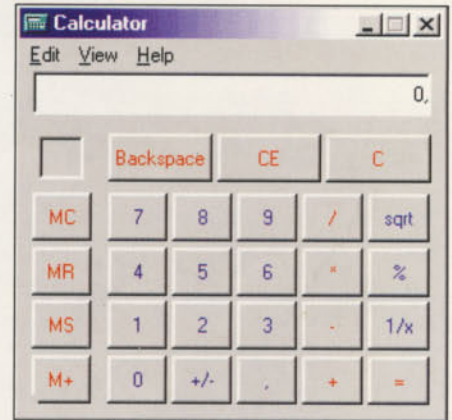 Calculator
Edit View Help
0,
Backspace CE C
MC 7 8 9 / sqrt
MR 4 5 6 * %
MS 1 2 3 - 1/x
M+ 0 +/- , + =